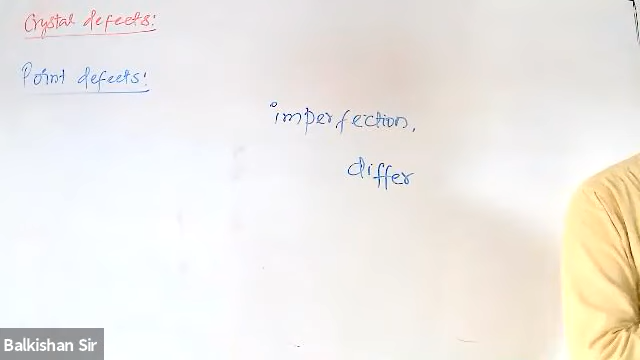 Crystal defects:
Point defects:
imperfection,
differ
Balkishan Sir